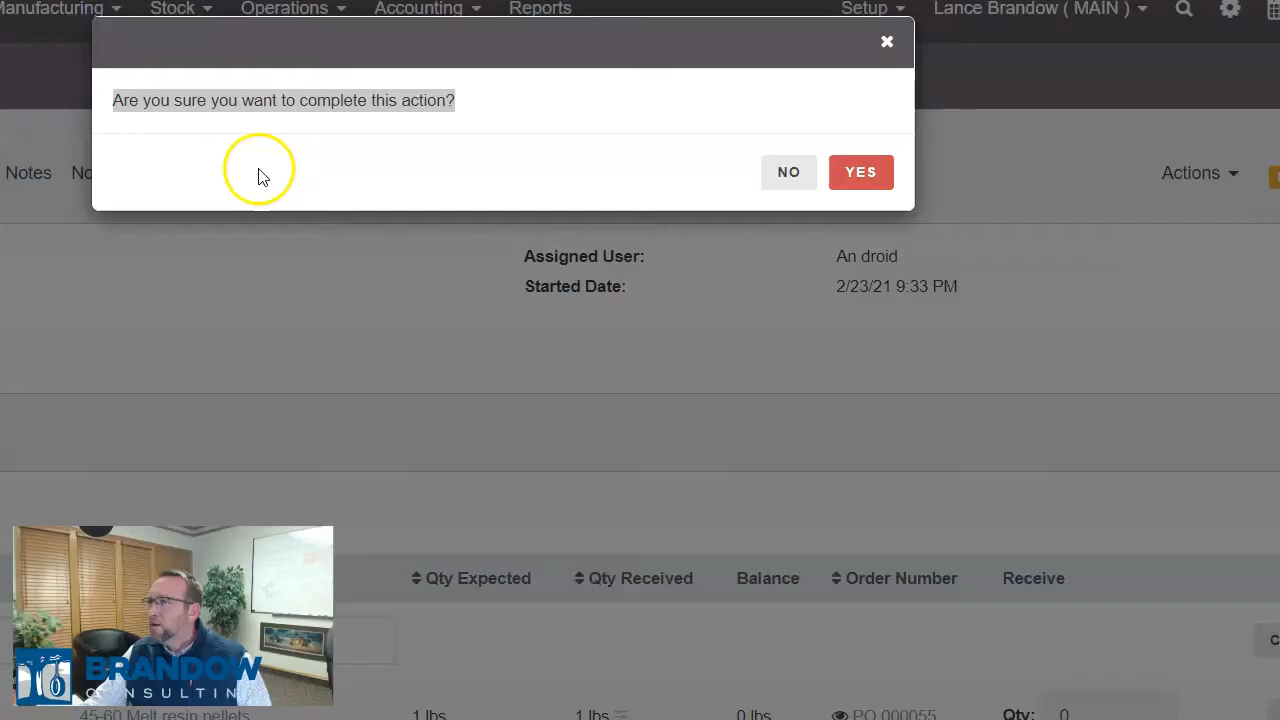 Manufacturing Stock Operations Accounting Reports Setup Lance Brandow ( MAIN )
Are you sure you want to complete this action?
NO YES
Notes No Actions
Assigned User: An droid
Started Date: 2/23/21 9:33 PM
Qty Expected Qty Received Balance Order Number Receive
BRANDOW
CONSULTIN
45-60 Melt resin pellets 1 lbs 1 lbs 0 lbs PO 000055 Qty: 0